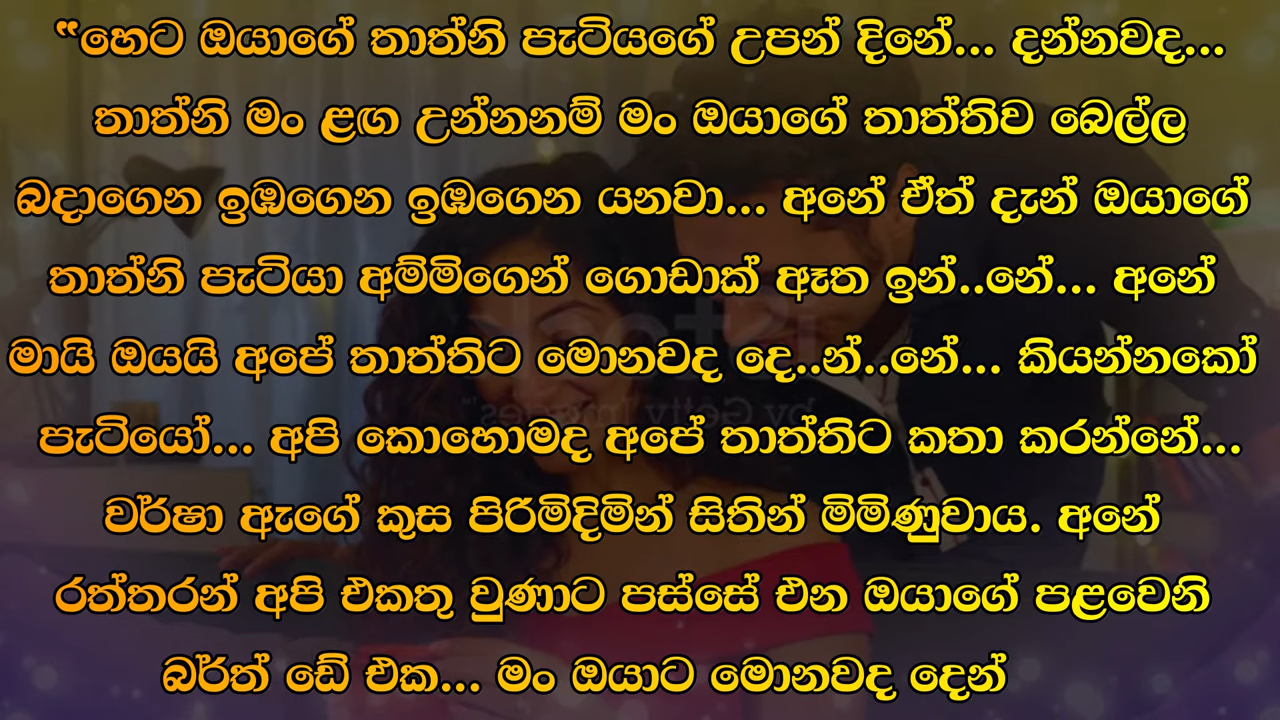 “හෙට ඔයාගේ තාත්නි පැටියගේ උපන් දිනේ... දන්නවද...
තාත්නි මං ළඟ උන්නනම් මං ඔයාගේ තාත්තිව බෙල්ල
බදාගෙන ඉඹගෙන ඉඹගෙන යනවා... අනේ ඒත් දැන් ඔයාගේ
තාත්නි පැටියා අම්මිගෙන් ගොඩාක් ඈත ඉන්..නේ... අනේ
මායි ඔයයි අපේ තාත්තිට මොනවද දෙ..න්..නේ... කියන්නකෝ
පැටියෝ... අපි කොහොමද අපේ තාත්තිට කතා කරන්නේ...
වර්ෂා ඇගේ කුස පිරිමිදිමින් සිතින් මිමිණුවාය. අනේ
රත්තරන් අපි එකතු වුණාට පස්සේ එන ඔයාගේ පළවෙනි
බර්ත් ඩේ එක... මං ඔයාට මොනවද දෙන්